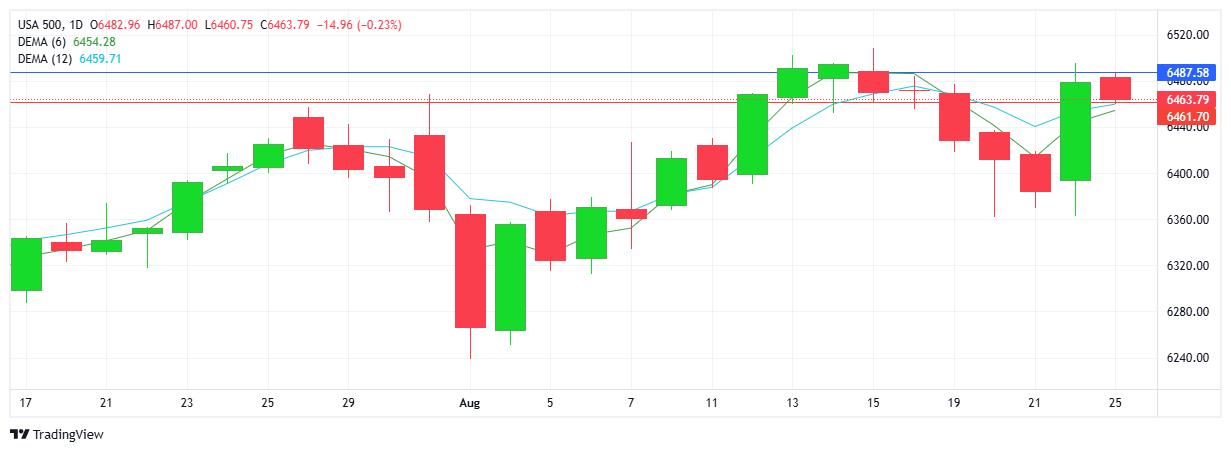 USA 500, 1D O6482.96 H6487.00 L6460.75 C6463.79 −14.96 (−0.23%)
DEMA (6) 6454.28
DEMA (12) 6459.71
6520.00
6487.58
6480.00
6463.79
6461.70
6440.00
6400.00
6360.00
6320.00
6280.00
6240.00
17 21 23 25 29 Aug 5 7 11 13 15 19 21 25
TradingView